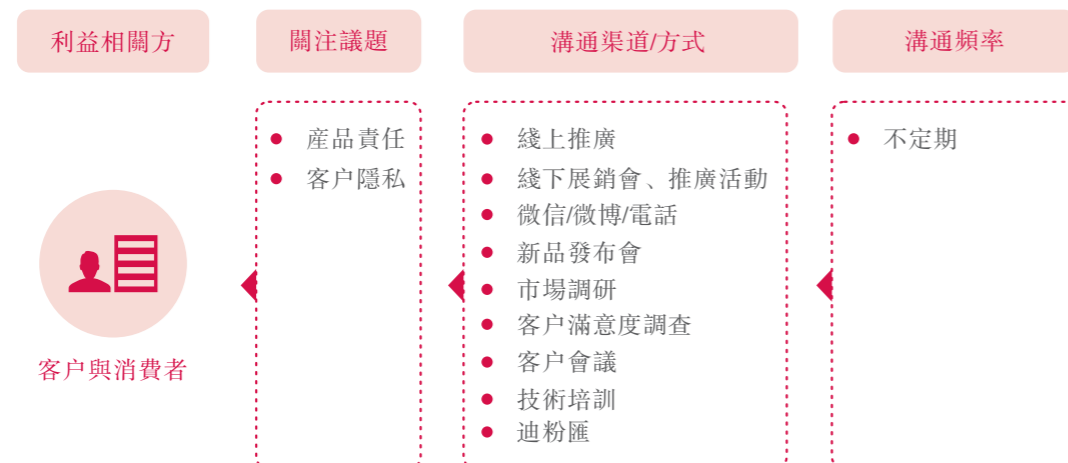 利益相關方
關注議題
溝通渠道/方式
溝通頻率
客户與消費者
産品責任
客户隱私
綫上推廣
綫下展銷會、推廣活動
微信/微博/電話
新品發布會
市場調研
客户滿意度調查
客户會議
技術培訓
迪粉匯
不定期